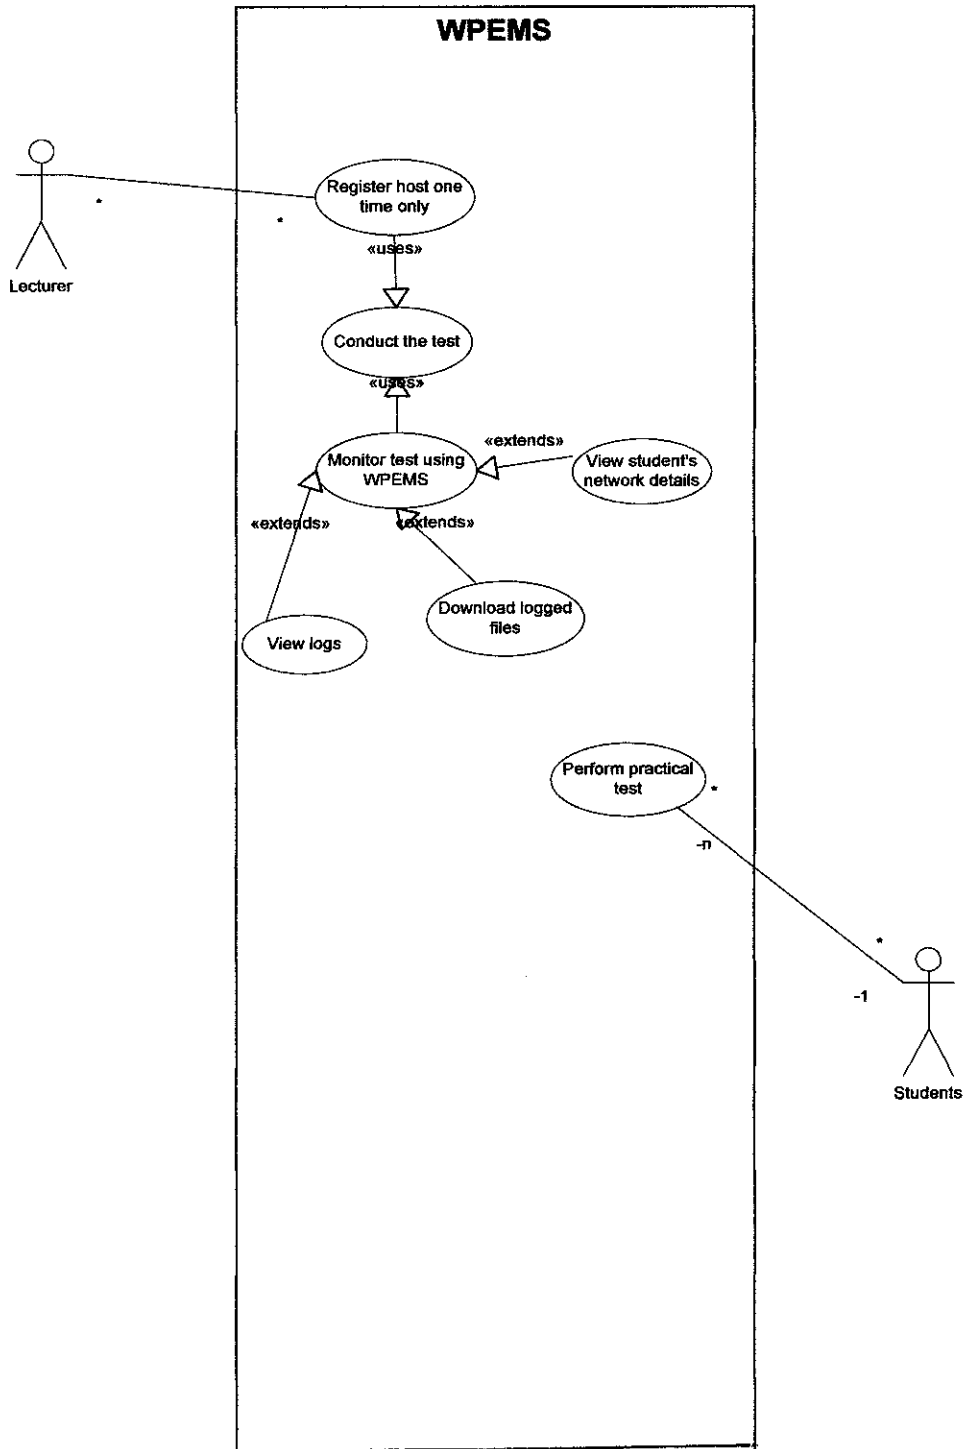 WPEMS
Register host one
time only
*
*
«uses»
Lecturer
Conduct the test
«uses»
«extends»
Monitor test using
WPEMS
View student's
network details
«extends»
«extends»
Download logged
files
View logs
Perform practical
test
*
-n
*
-1
Students